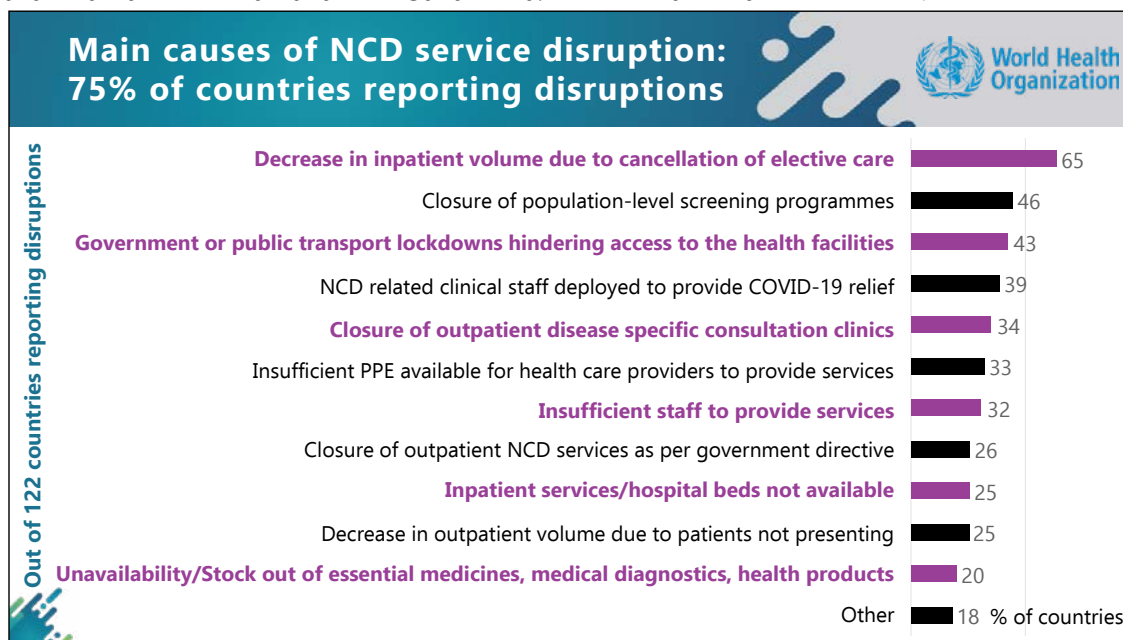 Main causes of NCD service disruption:
75% of countries reporting disruptions
World Health
Organization
Out of 122 countries reporting disruptions
Decrease in inpatient volume due to cancellation of elective care 65
Closure of population-level screening programmes 46
Government or public transport lockdowns hindering access to the health facilities 43
NCD related clinical staff deployed to provide COVID-19 relief 39
Closure of outpatient disease specific consultation clinics 34
Insufficient PPE available for health care providers to provide services 33
Insufficient staff to provide services 32
Closure of outpatient NCD services as per government directive 26
Inpatient services/hospital beds not available 25
Decrease in outpatient volume due to patients not presenting 25
Unavailability/Stock out of essential medicines, medical diagnostics, health products 20
Other 18 % of countries